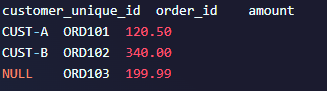 customer_unique_id order_id amount
CUST-A ORD101 120.50
CUST-B ORD102 340.00
NULL ORD103 199.99